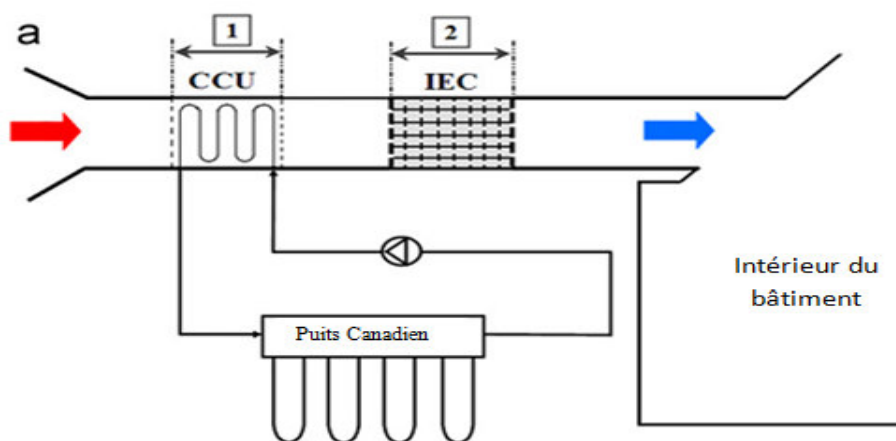 a
1
2
CCU
IEC
Puits Canadien
Intérieur du
bâtiment